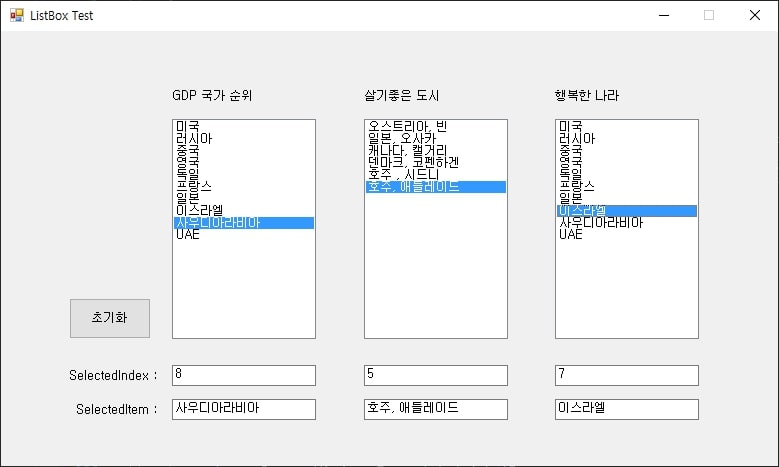 ListBox Test
GDP 국가 순위
살기좋은 도시
행복한 나라
미국
러시아
중국
영국
독일
프랑스
일본
이스라엘
사우디아라비아
UAE
오스트리아, 빈
일본, 오사카
캐나다, 캘거리
덴마크, 코펜하겐
호주 , 시드니
호주, 애들레이드
미국
러시아
중국
영국
독일
프랑스
일본
이스라엘
사우디아라비아
UAE
초기화
SelectedIndex : 8 5 7
SelectedItem : 사우디아라비아 호주, 애들레이드 이스라엘